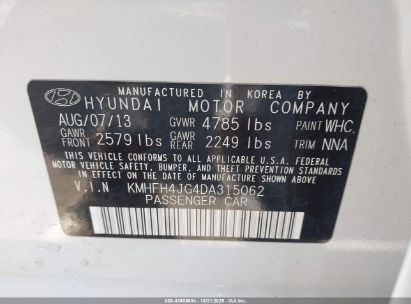 MANUFACTURED IN KOREA BY
HYUNDAI MOTOR COMPANY
AUG/07/13 GVWR 4785 lbs PAINT WHC
GAWR FRONT 2579 lbs GAWR REAR 2249 lbs TRIM NNA
THIS VEHICLE CONFORMS TO ALL APPLICABLE U.S.A. FEDERAL MOTOR
VEHICLE SAFETY, BUMPER, AND THEFT PREVENTION STANDARDS IN
EFFECT ON THE DATE OF MANUFACTURE SHOWN ABOVE.
V.I.N KMHFH4JG4DA315062
PASSENGER CAR